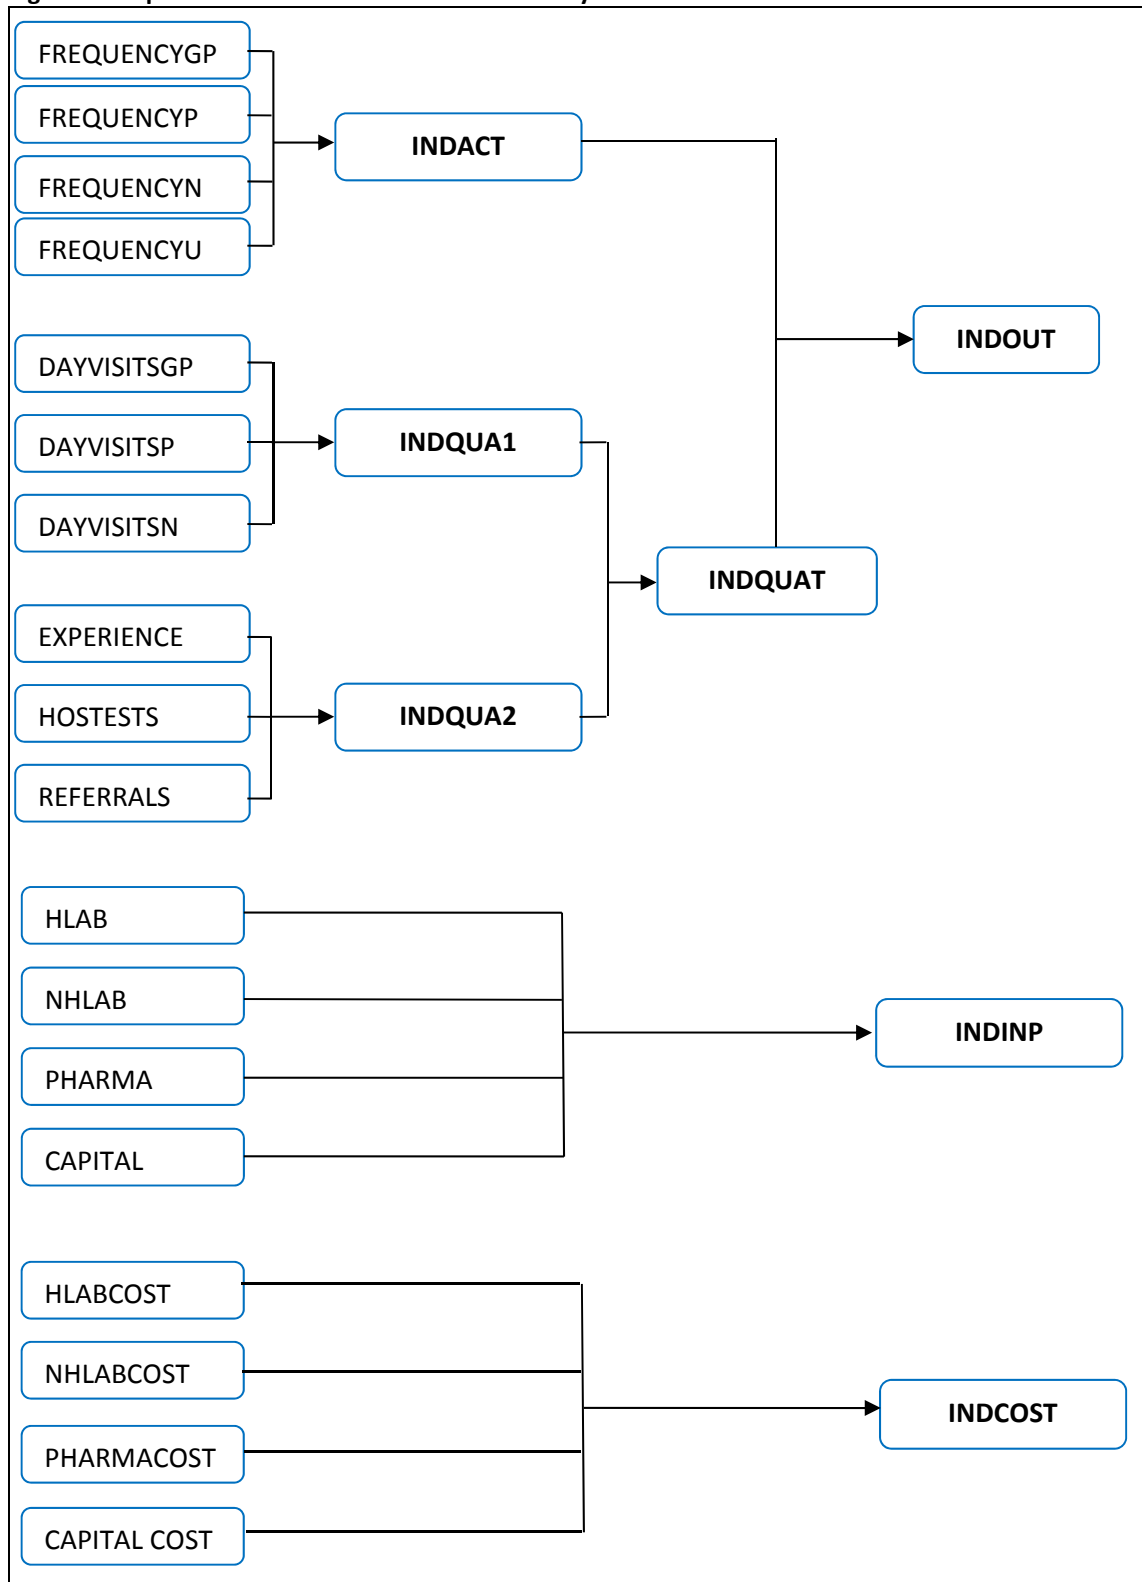 FREQUENCYGP
FREQUENCYP
FREQUENCYN
FREQUENCYU
INDACT
INDOUT
DAYVISITSGP
DAYVISITSP
DAYVISITSN
INDQUA1
INDQUAT
EXPERIENCE
HOSTESTS
REFERRALS
INDQUA2
HLAB
NHLAB
PHARMA
CAPITAL
INDINP
HLABCOST
NHLABCOST
PHARMACOST
CAPITAL COST
INDCOST